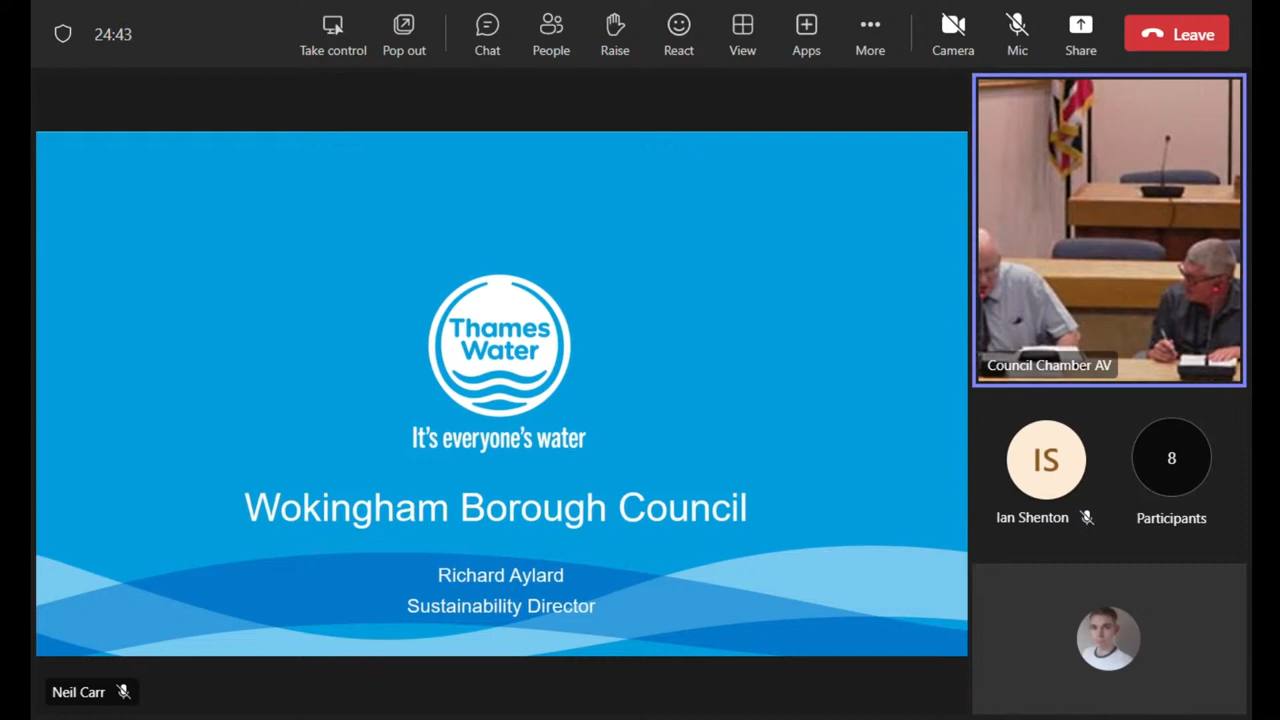 24:43
Take control
Pop out
Chat
People
Raise
React
View
Apps
More
Camera
Mic
Share
Leave
Thames
Water
It's everyone's water
Wokingham Borough Council
Richard Aylard
Sustainability Director
Council Chamber AV
IS
8
Ian Shenton
Participants
Neil Carr